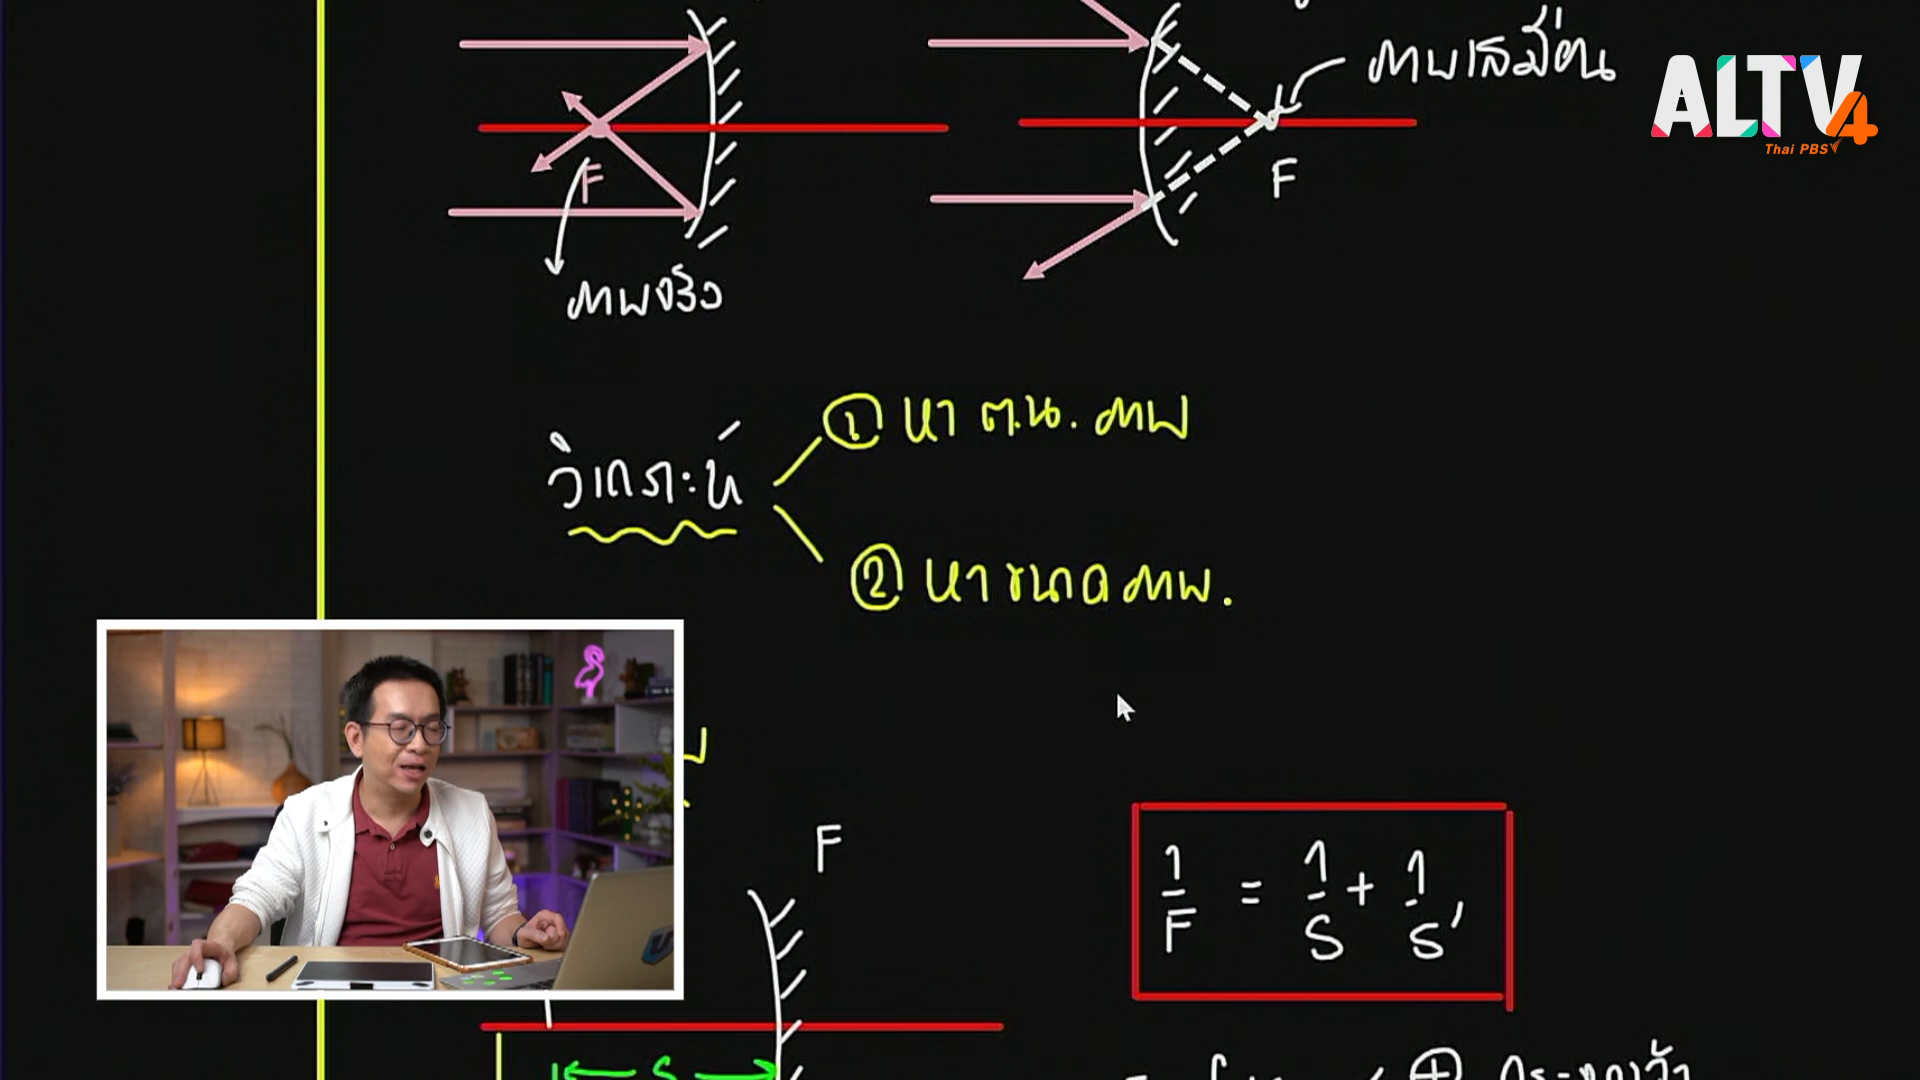 ภาพเสมือน
ALTV4
Thai PBS
F
F
ภาพจริง
วิเคราะห์
① หา ต.น. ภาพ
② หาขนาดภาพ.
F
1/F = 1/S + 1/S'
S